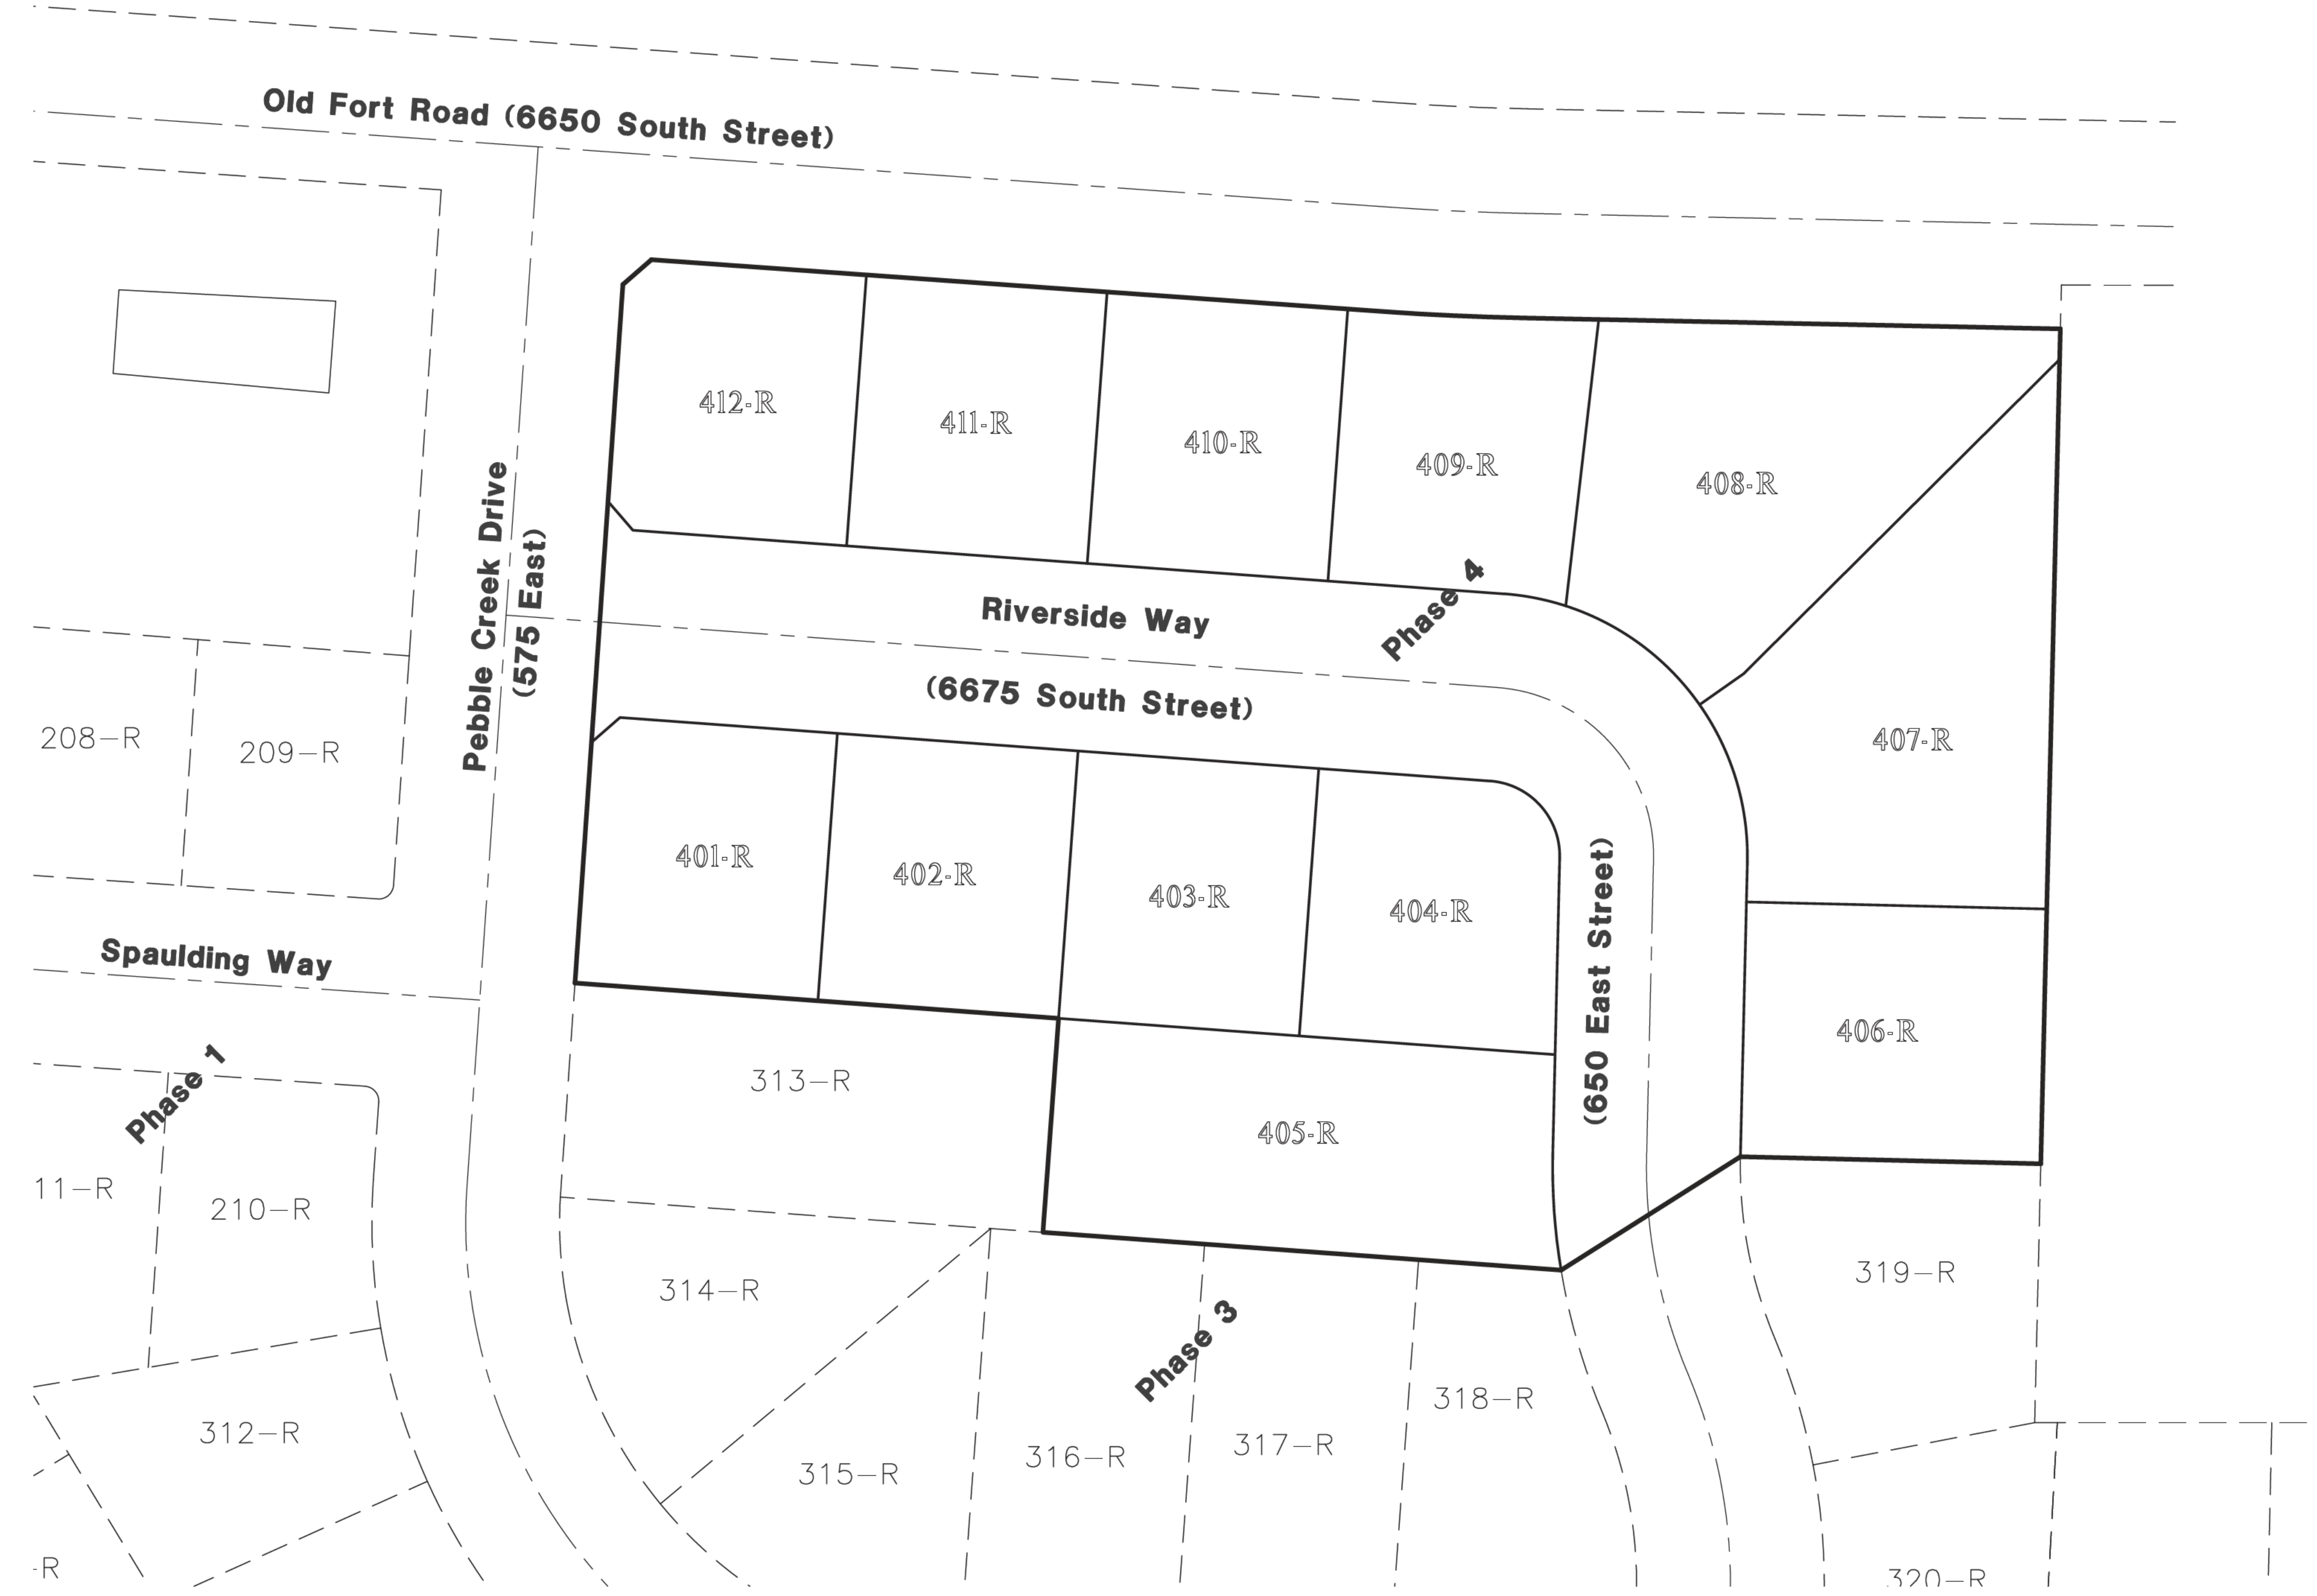 Old Fort Road (6650 South Street)
412-R
411-R
410-R
409-R
408-R
Pebble Creek Drive
(575 East)
Riverside Way
(6675 South Street)
Phase 4
208-R
209-R
407-R
401-R
402-R
403-R
404-R
(650 East Street)
Spaulding Way
406-R
Phase 1
313-R
405-R
11-R
210-R
314-R
319-R
Phase 3
312-R
315-R
316-R
317-R
318-R
-R
320-R